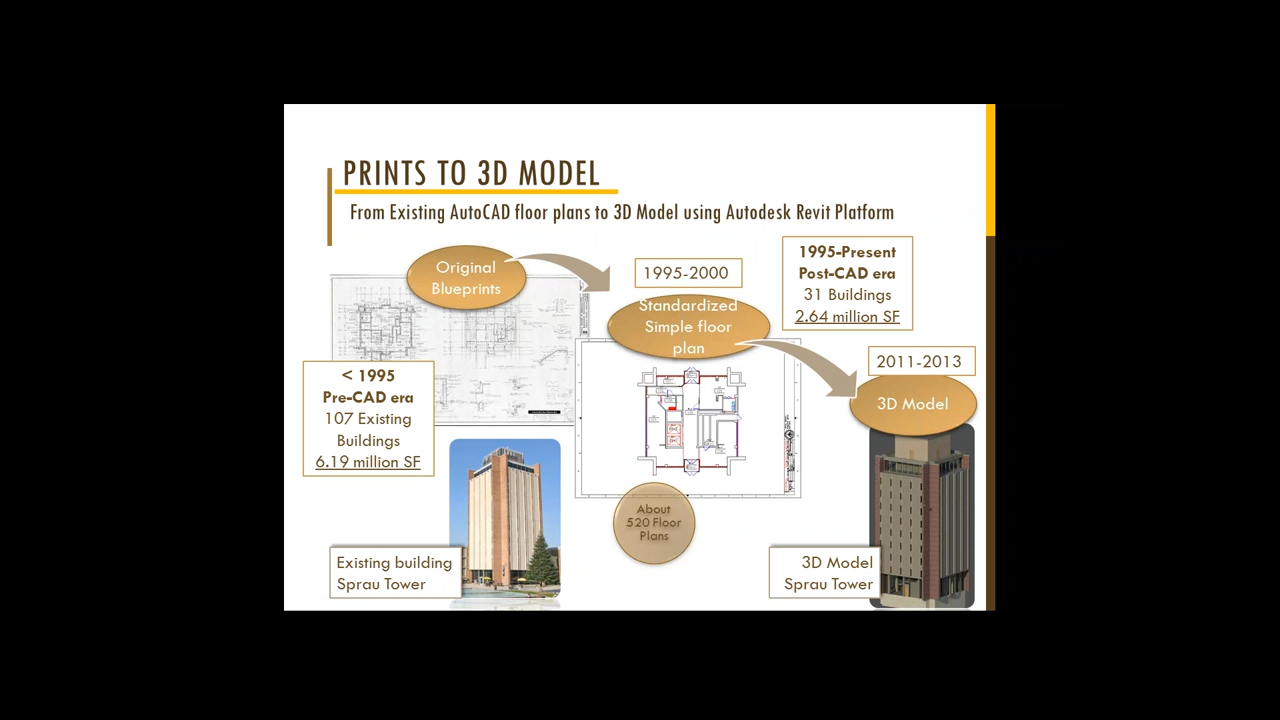 PRINTS TO 3D MODEL
From Existing AutoCAD floor plans to 3D Model using Autodesk Revit Platform
Original
Blueprints
1995-2000
Standardized
Simple floor
plan
1995-Present
Post-CAD era
31 Buildings
2.64 million SF
2011-2013
3D Model
< 1995
Pre-CAD era
107 Existing
Buildings
6.19 million SF
About
520 Floor
Plans
Existing building
Sprau Tower
3D Model
Sprau Tower